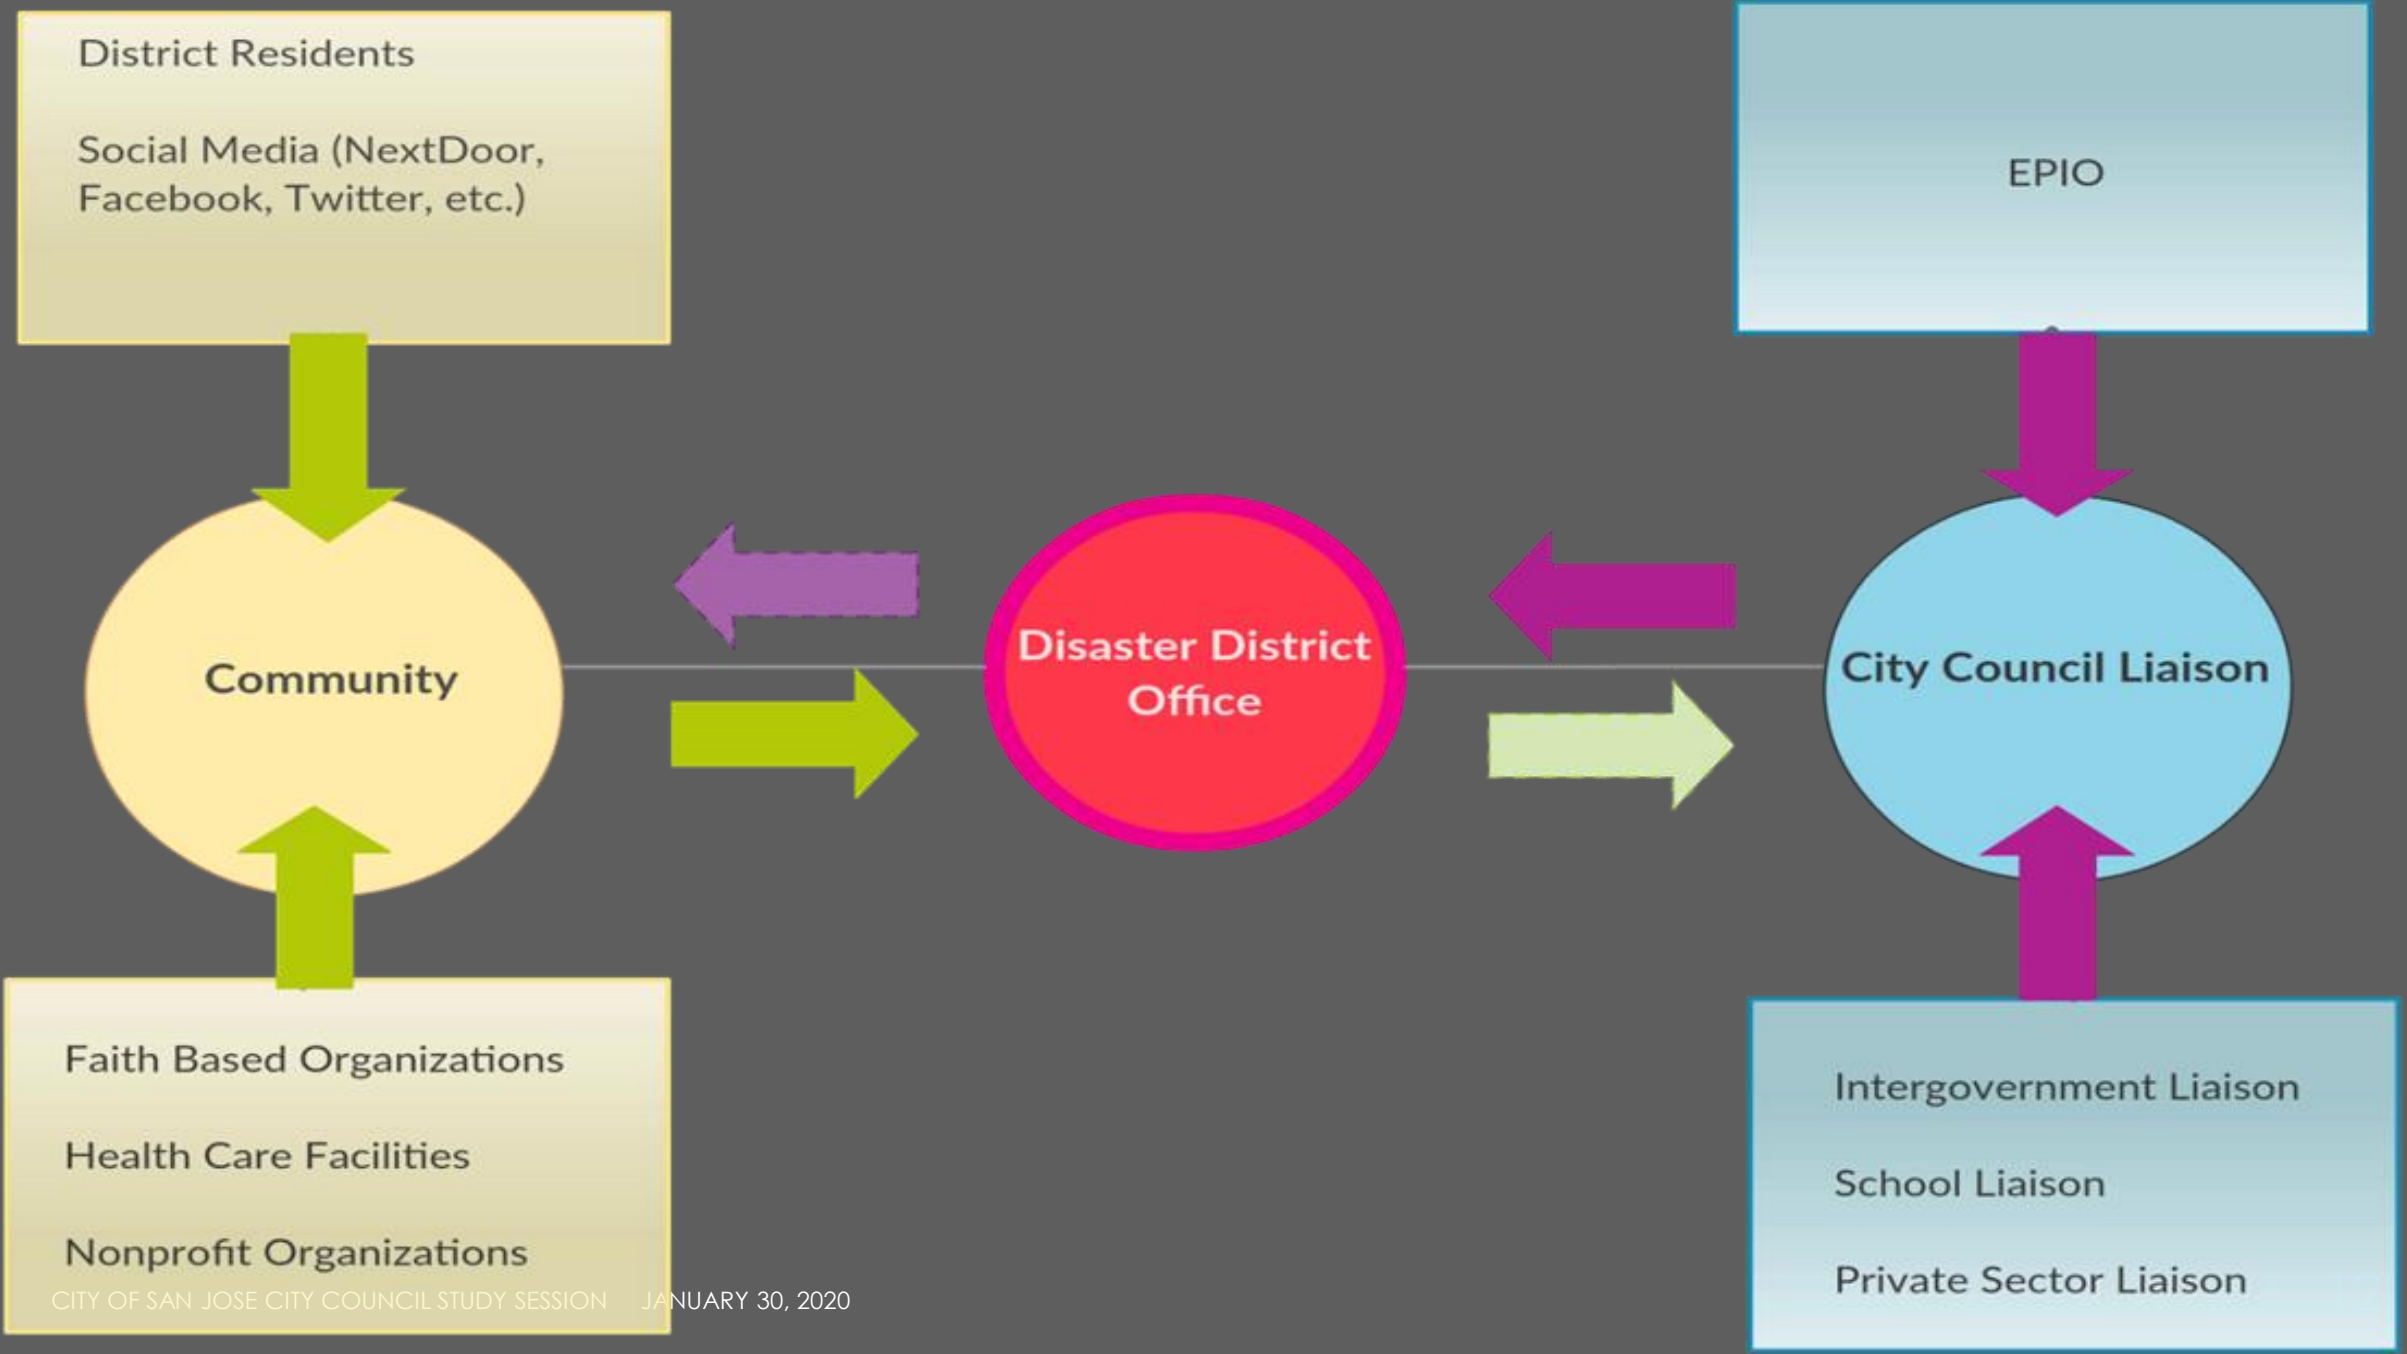 District Residents
Social Media (NextDoor,
Facebook, Twitter, etc.)
EPIO
Community
Disaster District
Office
City Council Liaison
Faith Based Organizations
Health Care Facilities
Nonprofit Organizations
Intergovernment Liaison
School Liaison
Private Sector Liaison
CITY OF SAN JOSE CITY COUNCIL STUDY SESSION JANUARY 30, 2020